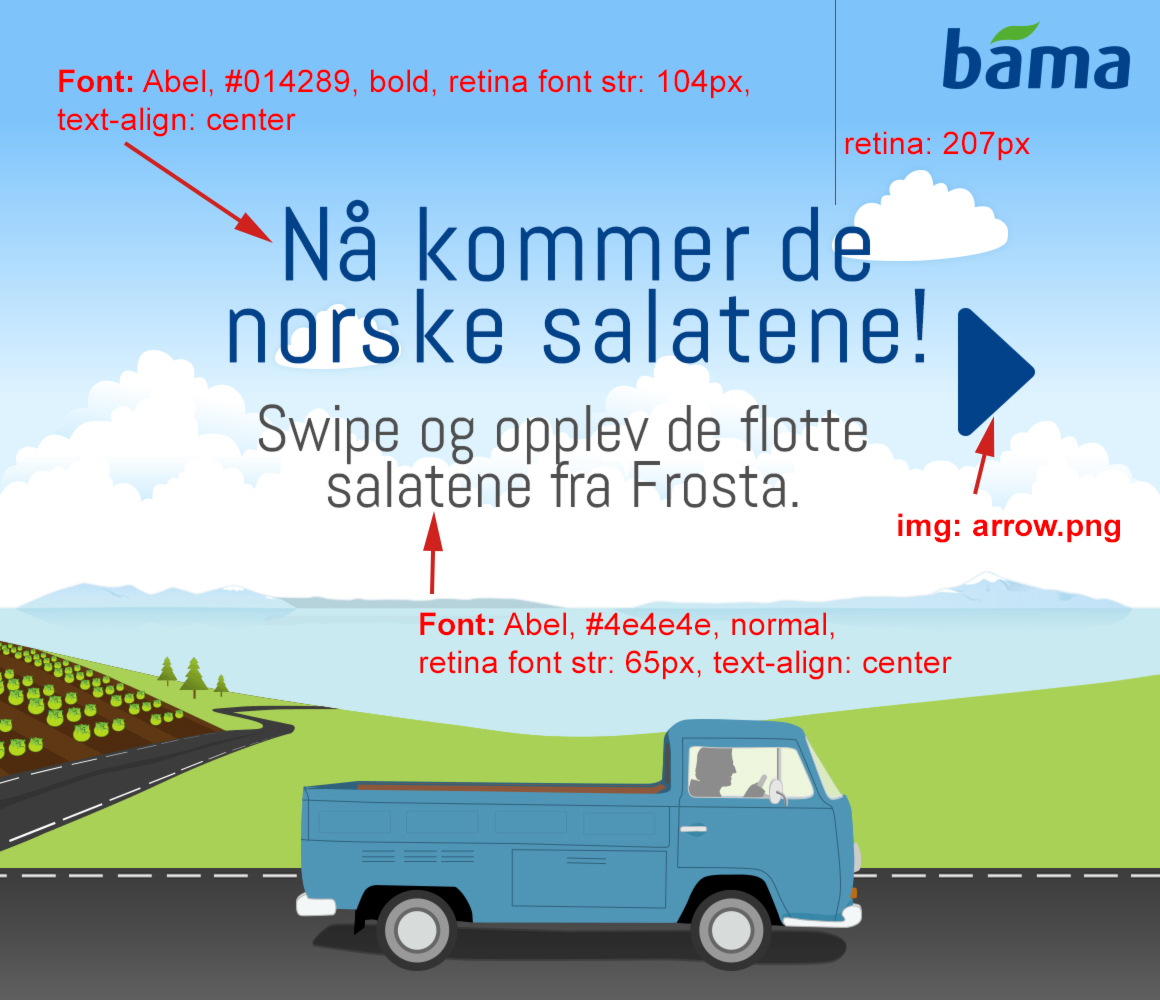 bama
Font: Abel, #014289, bold, retina font str: 104px,
text-align: center
retina: 207px
Nå kommer de
norske salatene!
Swipe og opplev de flotte
salatene fra Frosta.
img: arrow.png
Font: Abel, #4e4e4e, normal,
retina font str: 65px, text-align: center